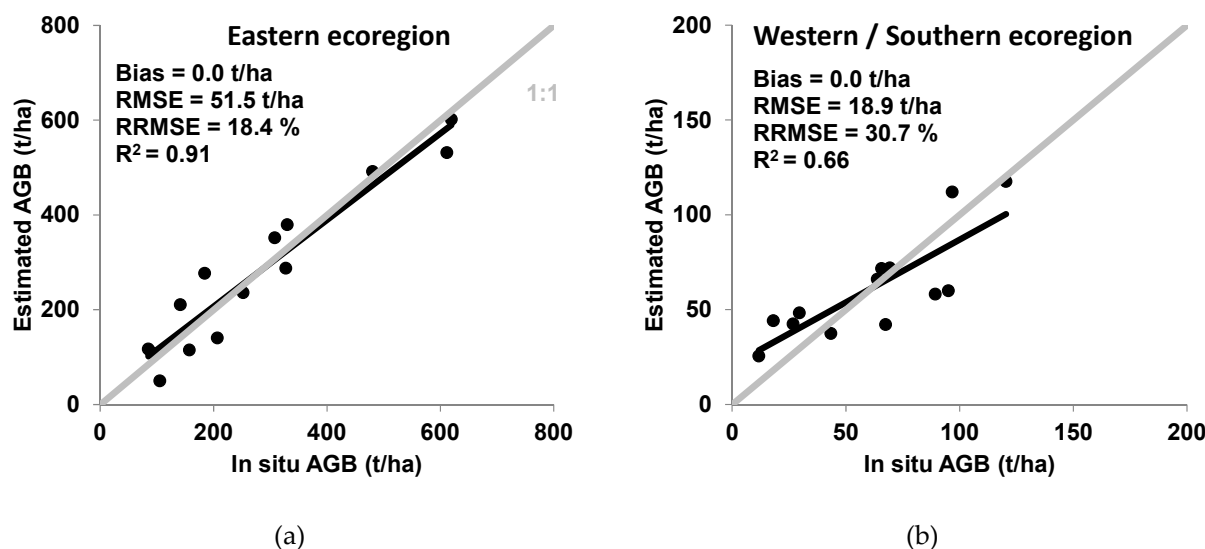 Eastern ecoregion
Bias = 0.0 t/ha
RMSE = 51.5 t/ha
RRMSE = 18.4 %
R² = 0.91
1:1
Estimated AGB (t/ha)
800
600
400
200
0
0 200 400 600 800
In situ AGB (t/ha)
(a)
Western / Southern ecoregion
Bias = 0.0 t/ha
RMSE = 18.9 t/ha
RRMSE = 30.7 %
R² = 0.66
Estimated AGB (t/ha)
200
150
100
50
0
0 50 100 150 200
In situ AGB (t/ha)
(b)